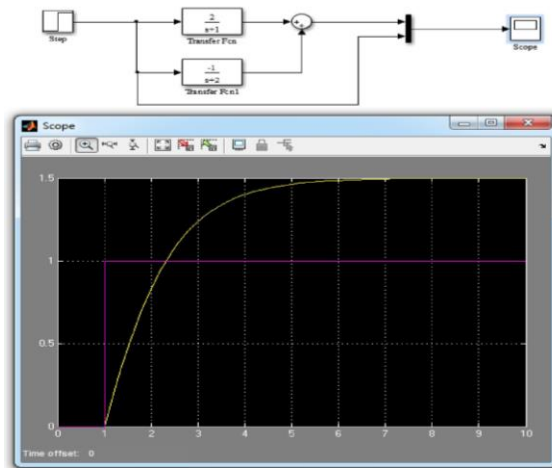 2
s+1
Step
Transfer Fcn
Scope
-1
s+2
Transfer Fcn1
Scope
1.5
1
0.5
0
0 1 2 3 4 5 6 7 8 9 10
Time offset: 0